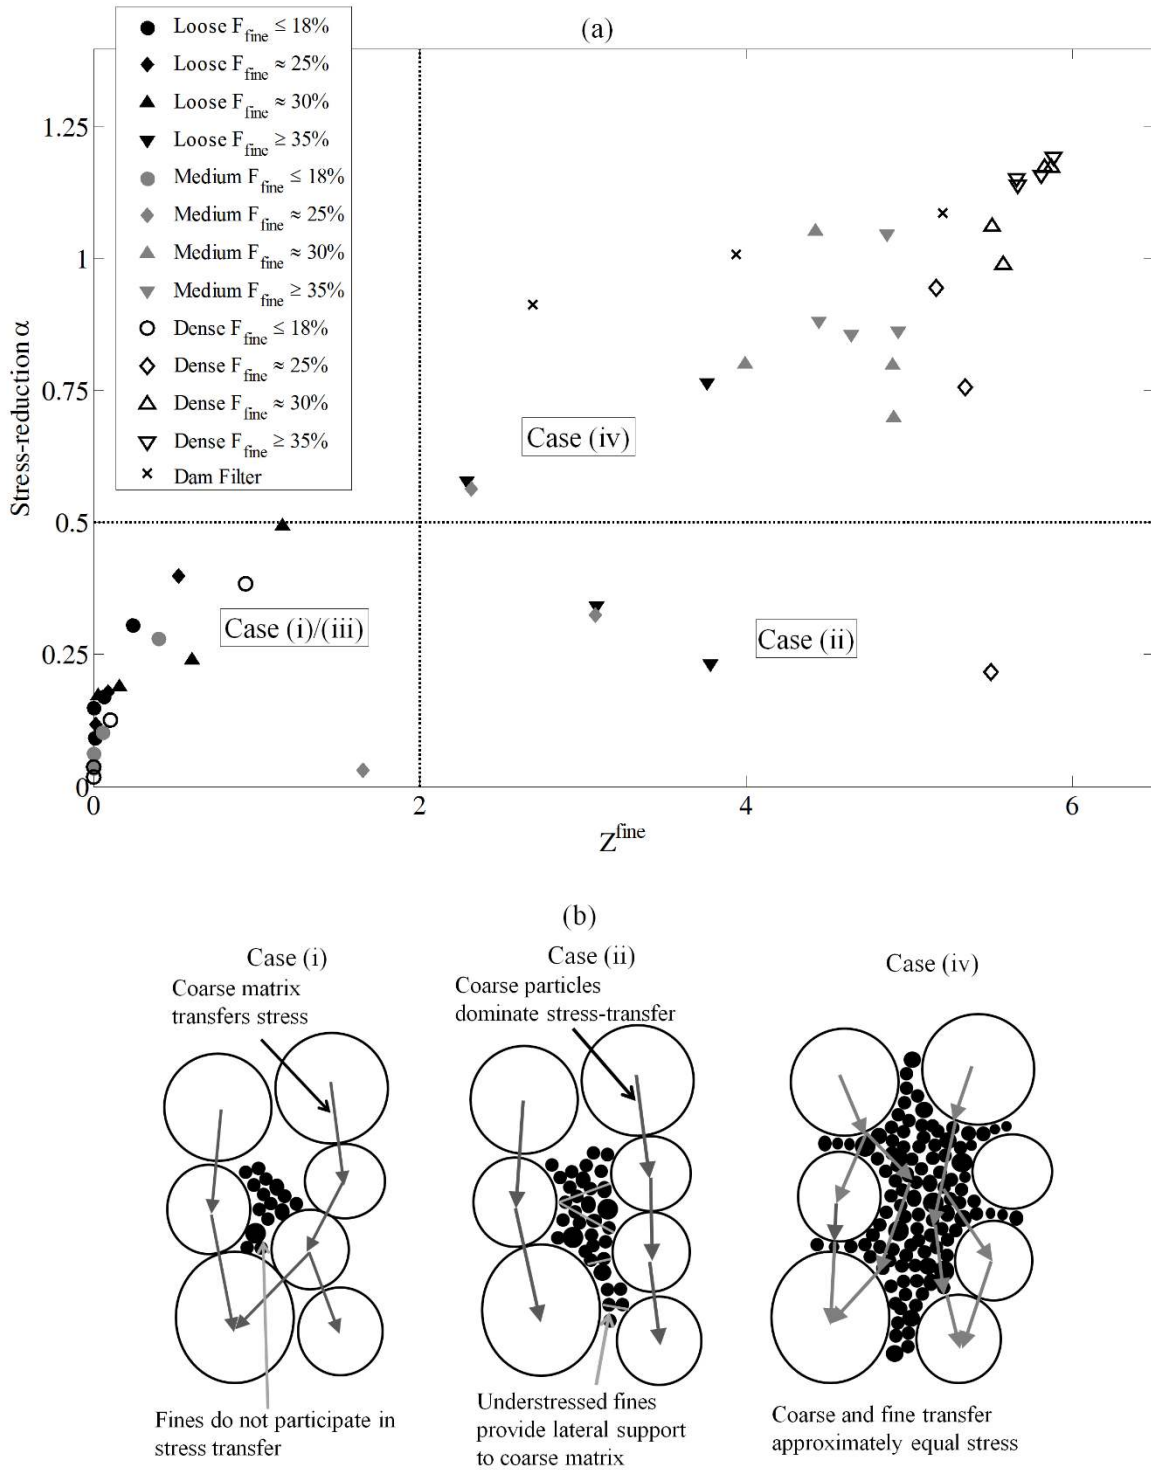 (a)
Loose F_fine ≤ 18%
Loose F_fine ≈ 25%
Loose F_fine ≈ 30%
Loose F_fine ≥ 35%
Medium F_fine ≤ 18%
Medium F_fine ≈ 25%
Medium F_fine ≈ 30%
Medium F_fine ≥ 35%
Dense F_fine ≤ 18%
Dense F_fine ≈ 25%
Dense F_fine ≈ 30%
Dense F_fine ≥ 35%
Dam Filter
Stress-reduction α
1.25
1
0.75
0.5
0.25
0
Case (iv)
Case (i)/(iii)
Case (ii)
0
2
4
6
Z^fine
(b)
Case (i)
Coarse matrix
transfers stress
Fines do not participate in
stress transfer
Case (ii)
Coarse particles
dominate stress-transfer
Understressed fines
provide lateral support
to coarse matrix
Case (iv)
Coarse and fine transfer
approximately equal stress